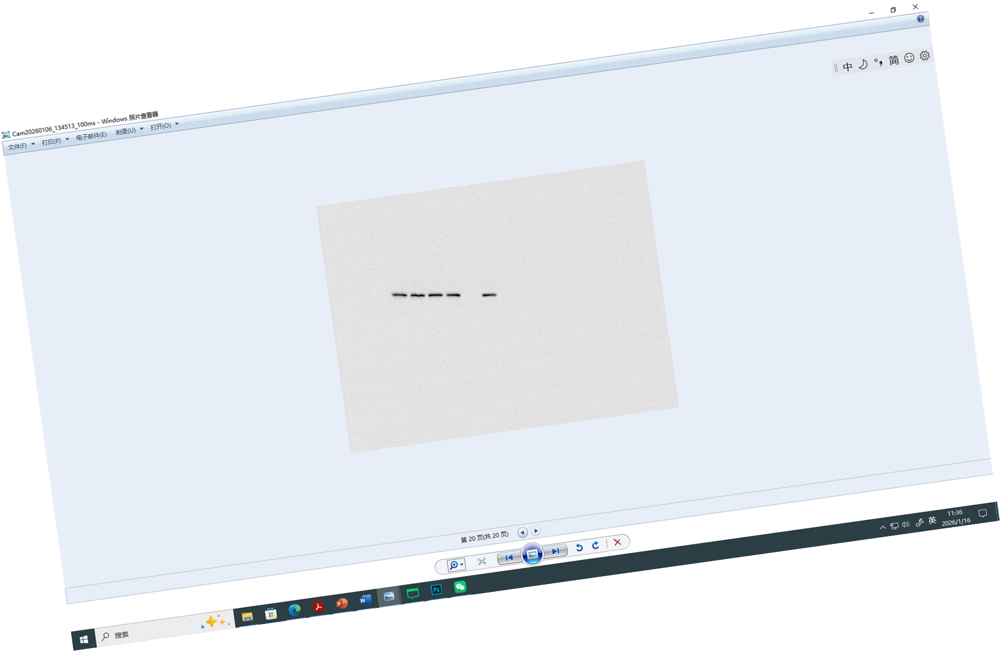 Cam20260106_134513_100ms - Windows 照片查看器
文件(F) 打印(P) 电子邮件(E) 刻录(U) 打开(O)
中 简
第 20 页(共 20 页)
搜索
W
P
Ps
英
11:36
2026/1/16